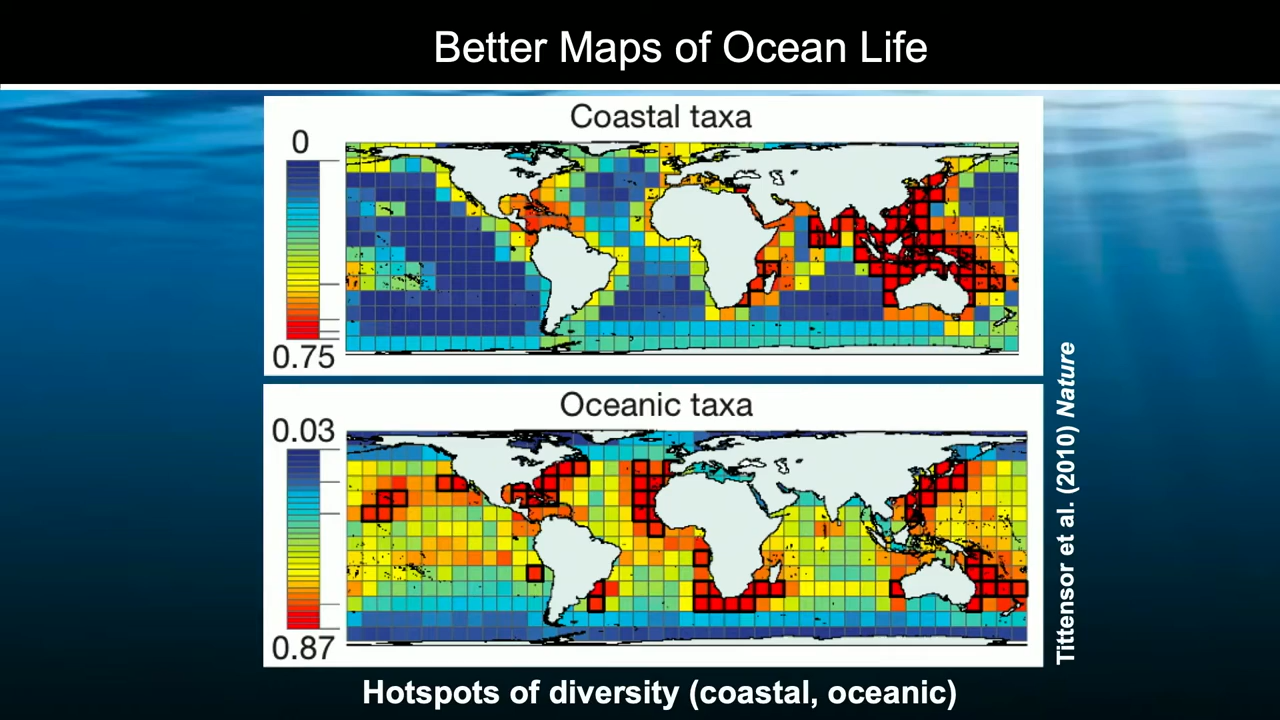 Better Maps of Ocean Life
Coastal taxa
0
0.75
Oceanic taxa
0.03
0.87
Tittensor et al. (2010) Nature
Hotspots of diversity (coastal, oceanic)